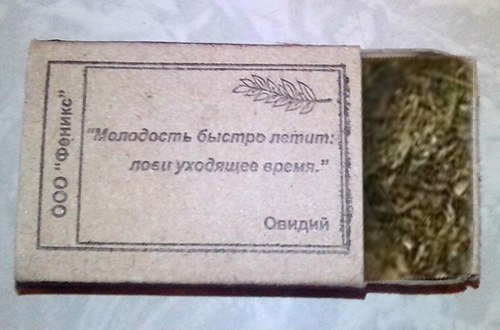 ООО "Феникс"
"Молодость быстро летит:
лови уходящее время."
Овидий